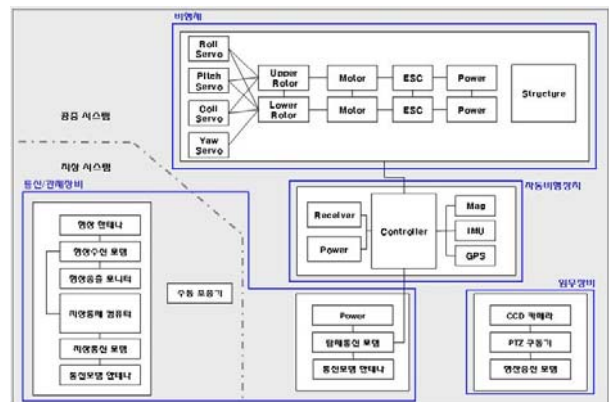 비행체
Roll Servo
Pitch Servo
Coll Servo
Yaw Servo
Upper Rotor
Motor
ESC
Power
Lower Rotor
Motor
ESC
Power
Structure
공중 시스템
지상 시스템
통신/관제장비
영상 안테나
영상수신 모뎀
영상송출 모니터
지상통제 컴퓨터
지상통신 모뎀
통신모뎀 안테나
수동 조종기
자동비행장치
Receiver
Power
Controller
Mag
IMU
GPS
Power
탑재통신 모뎀
통신모뎀 안테나
임무장비
CCD 카메라
PTZ 구동기
영상송신 모뎀